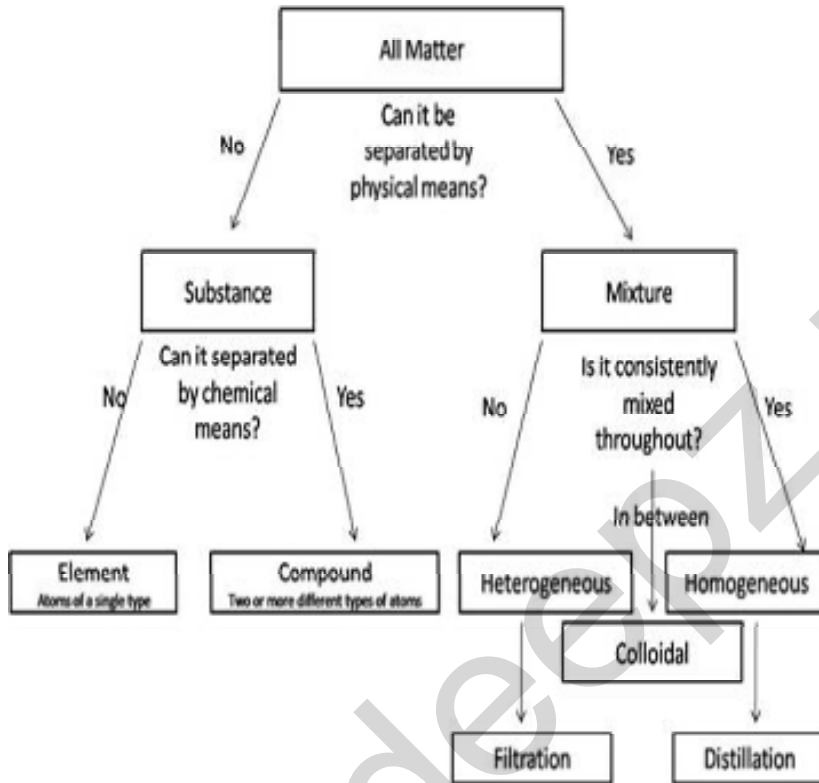 All Matter
No
Can it be
separated by
physical means?
Yes
Substance
Mixture
No
Can it separated
by chemical
means?
Yes
No
Is it consistently
mixed
throughout?
Yes
In between
Element
Atoms of a single type
Compound
Two or more different types of atoms
Heterogeneous
Homogeneous
Colloidal
Filtration
Distillation